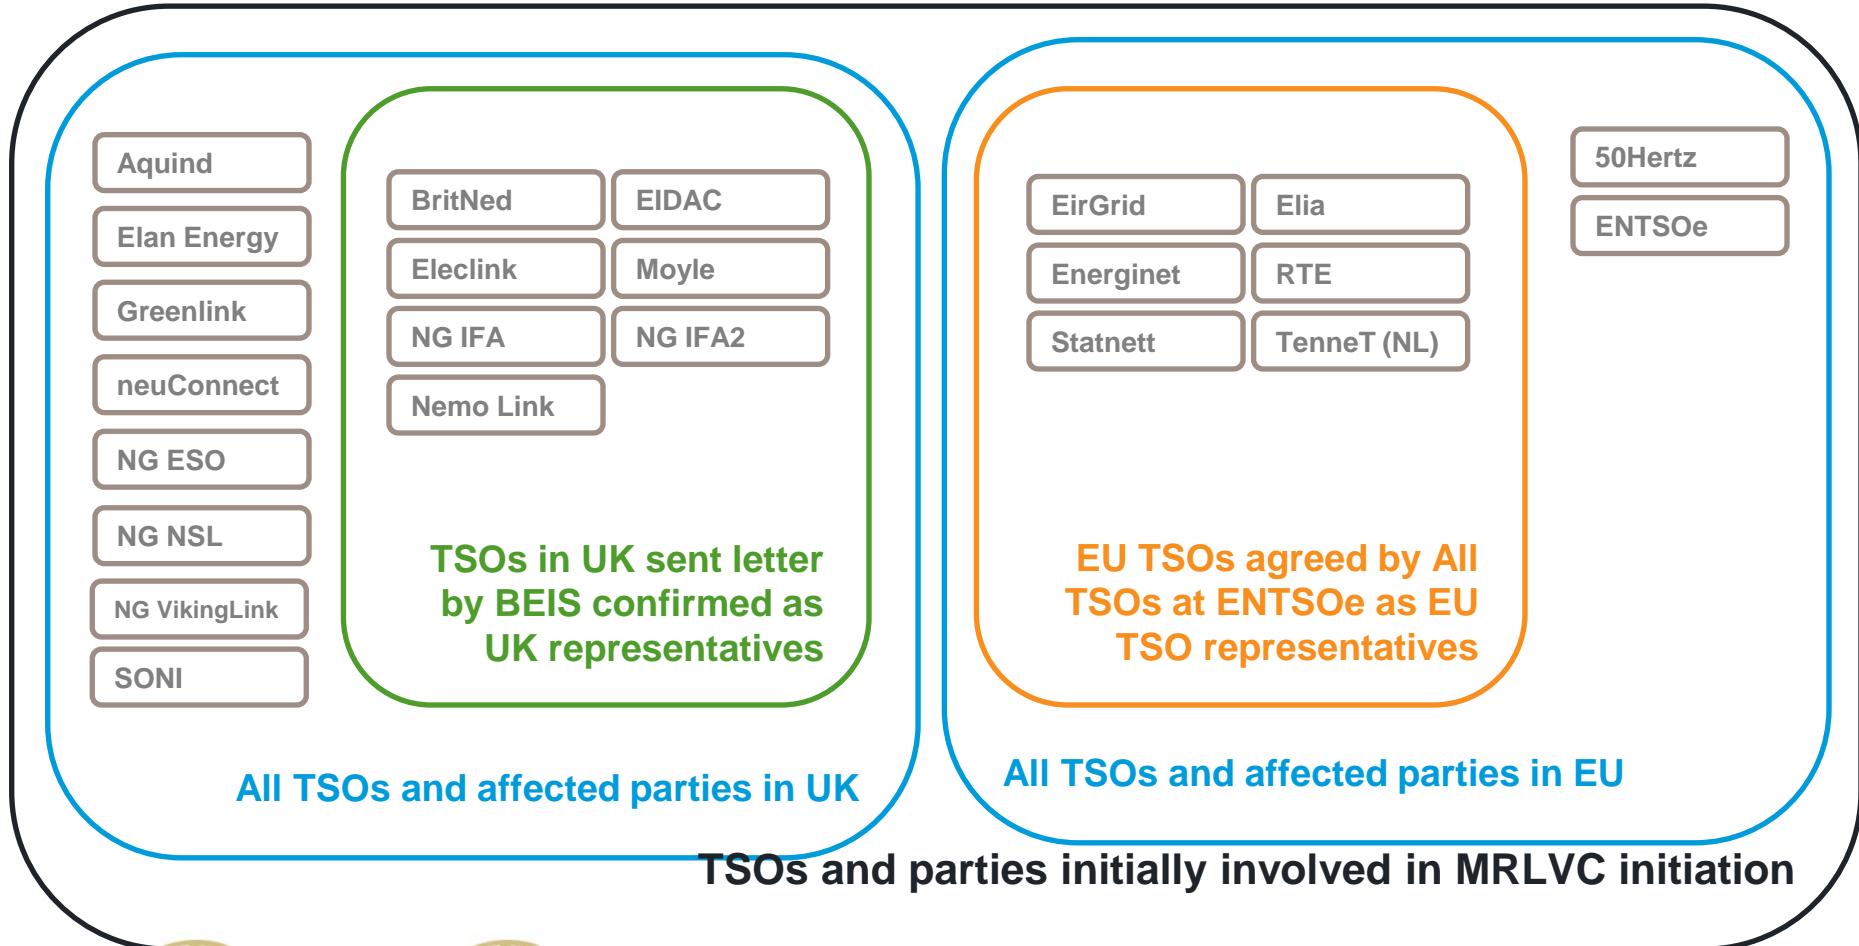 Aquind
Elan Energy
Greenlink
neuConnect
NG ESO
NG NSL
NG VikingLink
SONI
BritNed
EIDAC
Eleclink
Moyle
NG IFA
NG IFA2
Nemo Link
TSOs in UK sent letter
by BEIS confirmed as
UK representatives
All TSOs and affected parties in UK
EirGrid
Elia
Energinet
RTE
Statnett
TenneT (NL)
EU TSOs agreed by All
TSOs at ENTSOe as EU
TSO representatives
50Hertz
ENTSOe
All TSOs and affected parties in EU
TSOs and parties initially involved in MRLVC initiation